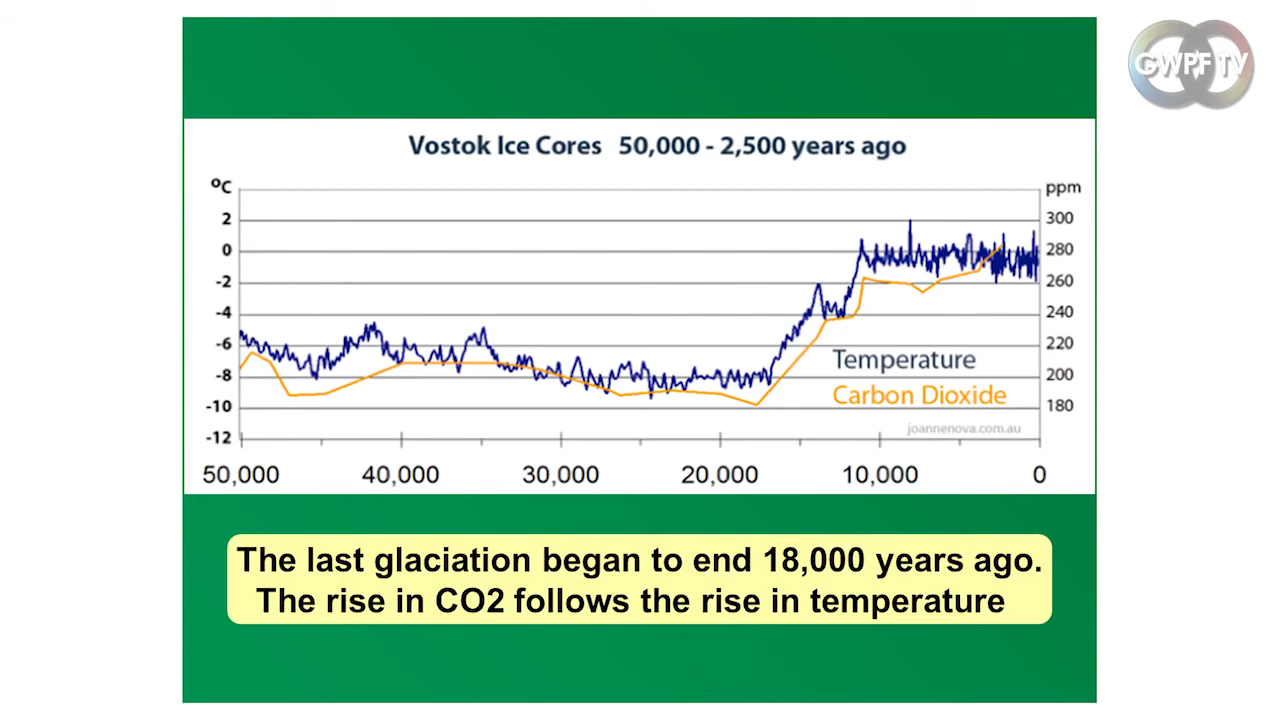 GWPF TV
Vostok Ice Cores 50,000 - 2,500 years ago
ºC
ppm
2
300
0
280
-2
260
-4
240
-6
220
-8
200
-10
180
-12
Temperature
Carbon Dioxide
joannenova.com.au
50,000 40,000 30,000 20,000 10,000 0
The last glaciation began to end 18,000 years ago.
The rise in CO2 follows the rise in temperature